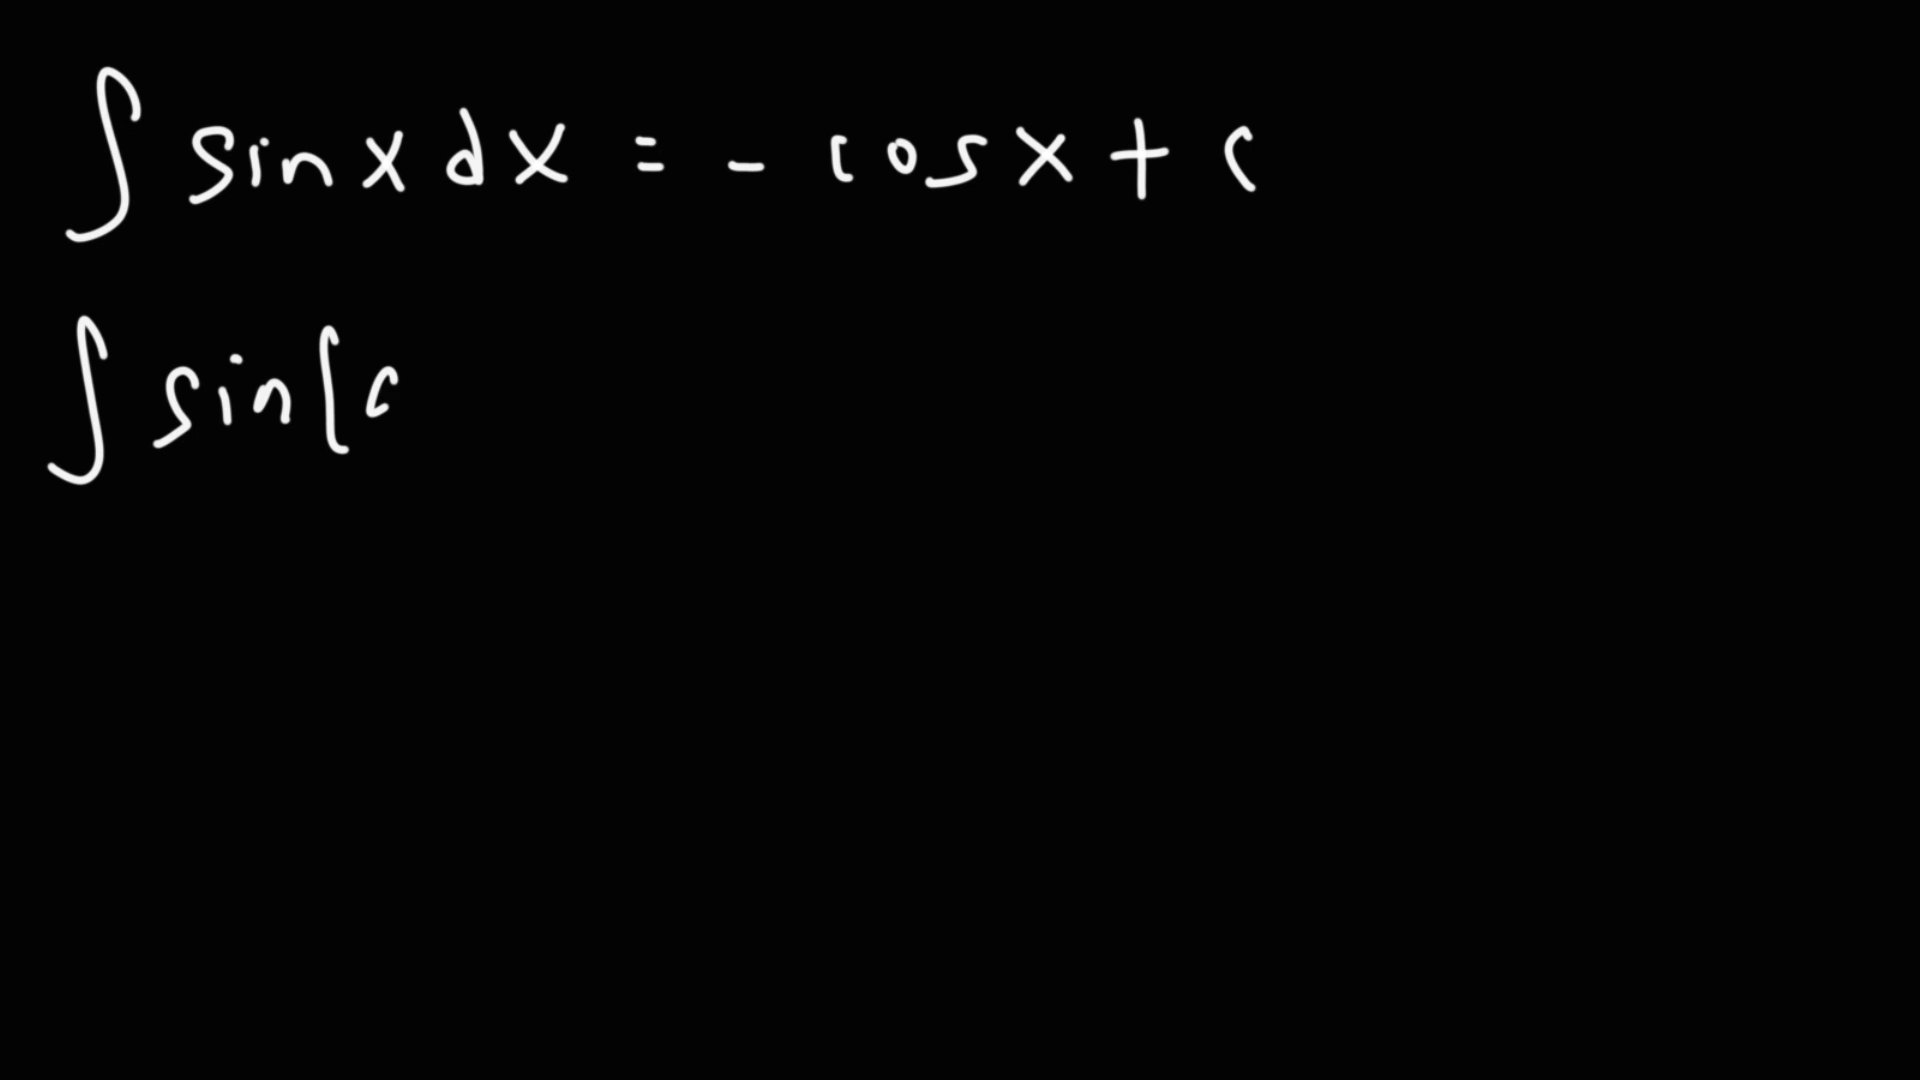 ∫ sin x dx = - cos x + c
∫ sin(